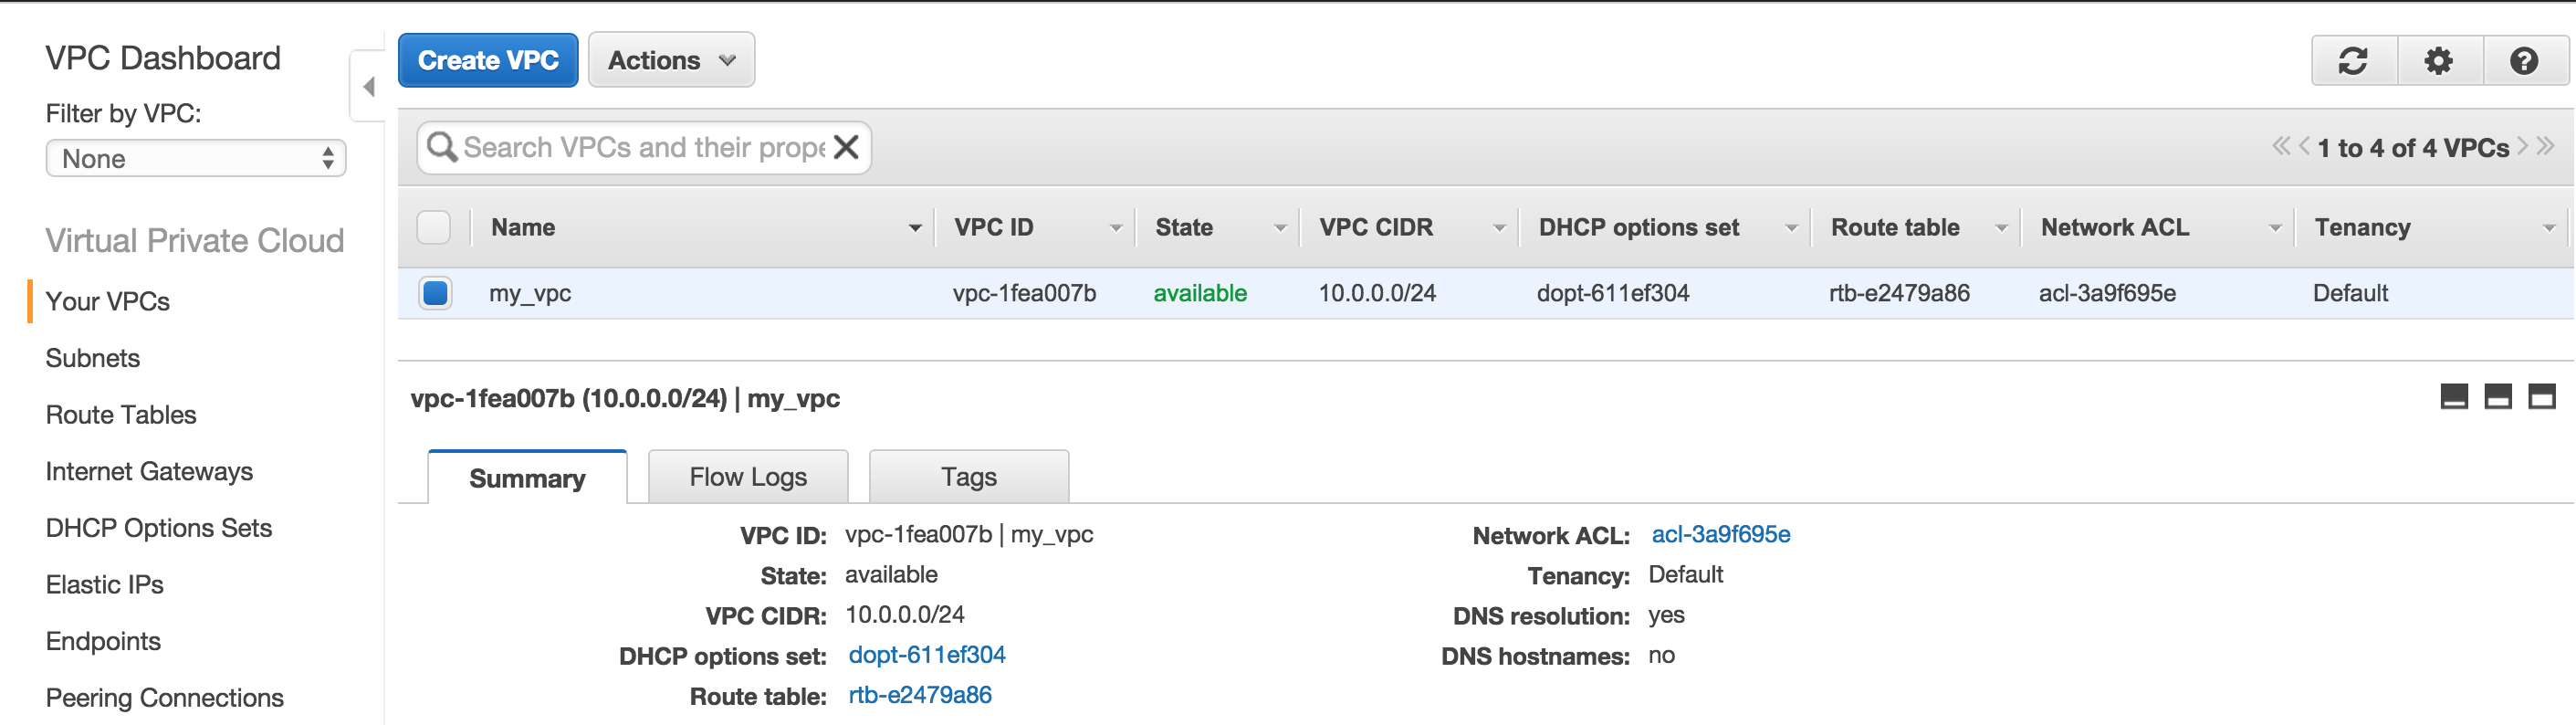 VPC Dashboard
Filter by VPC:
None
Virtual Private Cloud
Your VPCs
Subnets
Route Tables
Internet Gateways
DHCP Options Sets
Elastic IPs
Endpoints
Peering Connections
Create VPC Actions
Search VPCs and their prope
1 to 4 of 4 VPCs
Name VPC ID State VPC CIDR DHCP options set Route table Network ACL Tenancy
my_vpc vpc-1fea007b available 10.0.0.0/24 dopt-611ef304 rtb-e2479a86 acl-3a9f695e Default
vpc-1fea007b (10.0.0.0/24) | my_vpc
Summary Flow Logs Tags
VPC ID: vpc-1fea007b | my_vpc
State: available
VPC CIDR: 10.0.0.0/24
DHCP options set: dopt-611ef304
Route table: rtb-e2479a86
Network ACL: acl-3a9f695e
Tenancy: Default
DNS resolution: yes
DNS hostnames: no